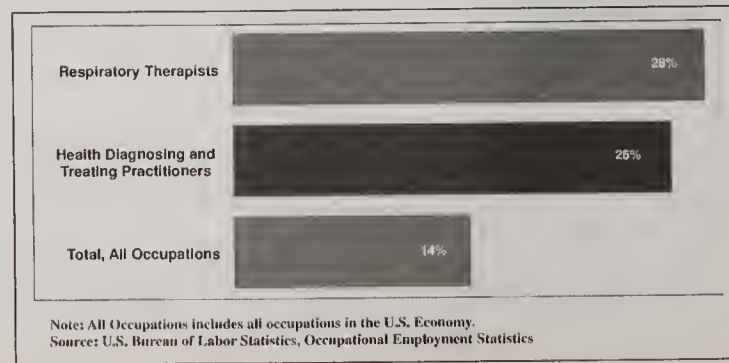 Respiratory Therapists
28%
Health Diagnosing and
Treating Practitioners
26%
Total, All Occupations
14%
Note: All Occupations includes all occupations in the U.S. Economy.
Source: U.S. Bureau of Labor Statistics, Occupational Employment Statistics